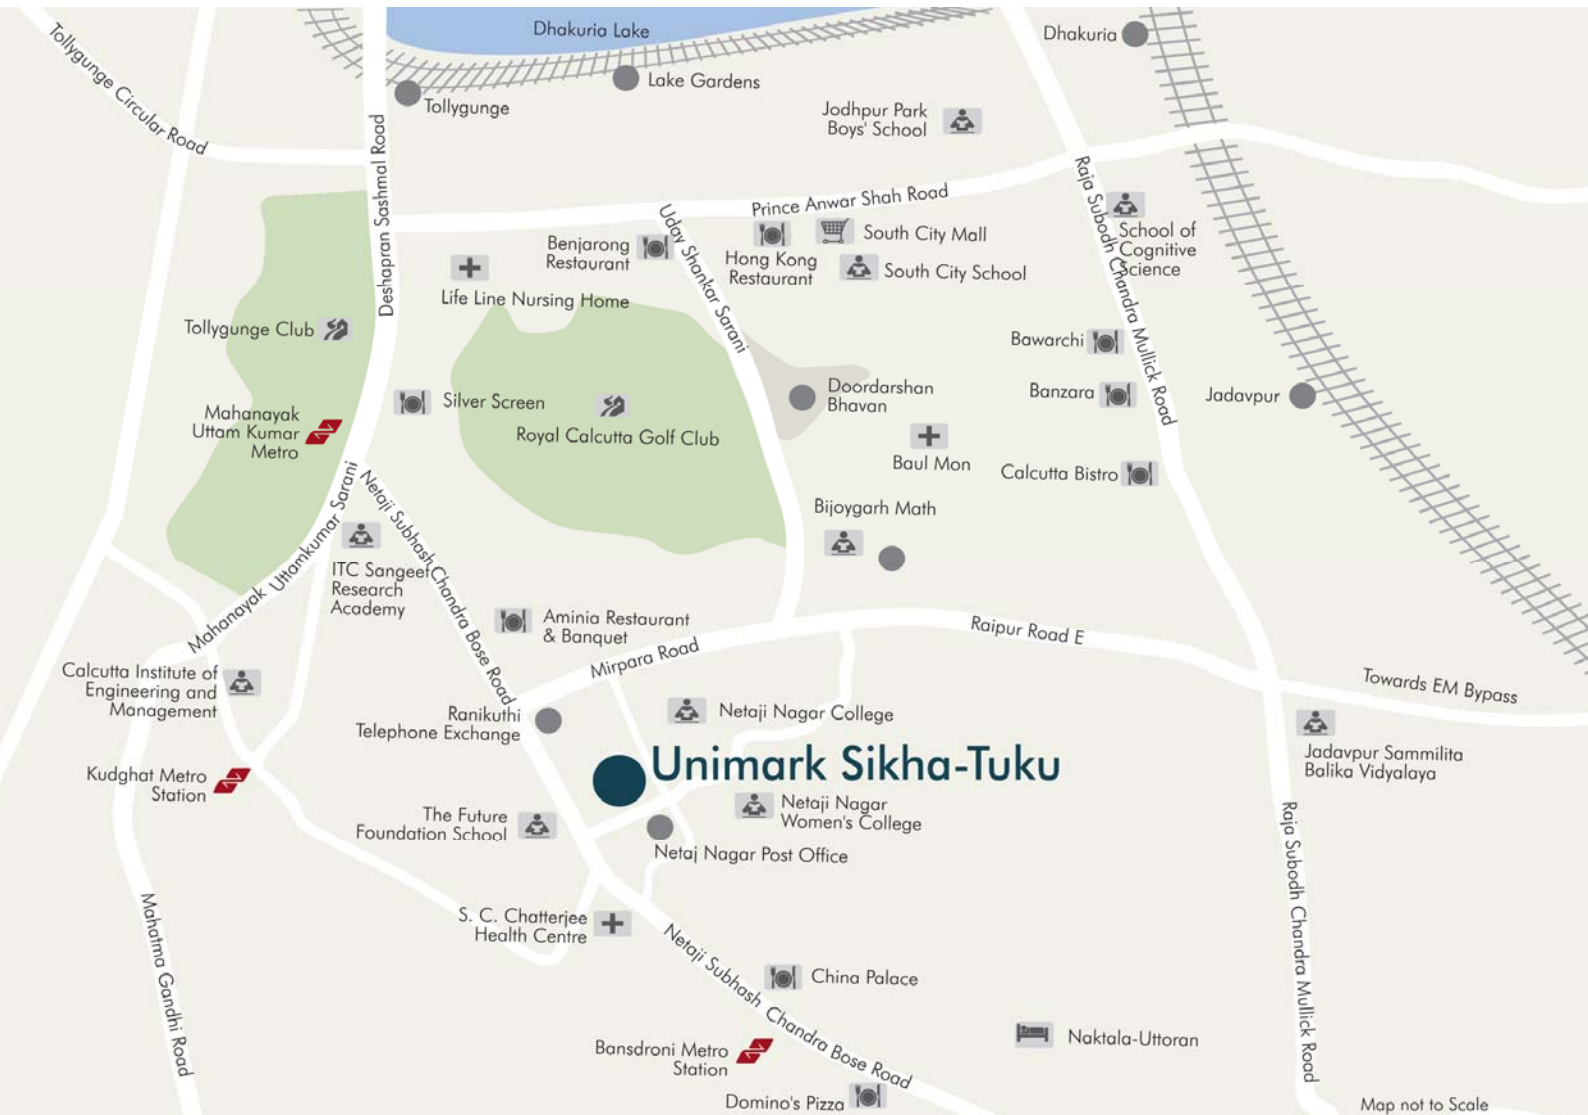 Dhakuria Lake
Dhakuria
Tollygunge Circular Road
Lake Gardens
Tollygunge
Jodhpur Park
Boys' School
Deshapran Sashmal Road
Prince Anwar Shah Road
Raja Subodh Chandra Mullick Road
School of
Cognitive
Science
Uday Shankar Sarani
Benjarong
Restaurant
Hong Kong
Restaurant
South City Mall
South City School
Life Line Nursing Home
Tollygunge Club
Bawarchi
Silver Screen
Doordarshan
Bhavan
Banzara
Jadavpur
Mahanayak
Uttam Kumar
Metro
Royal Calcutta Golf Club
Baul Mon
Calcutta Bistro
Bijoygarh Math
Mahanayak Uttamkumar Sarani
Netaji Subhash Chandra Bose Road
ITC Sangeet
Research
Academy
Aminia Restaurant
& Banquet
Mirpara Road
Raipur Road E
Calcutta Institute of
Engineering and
Management
Towards EM Bypass
Ranikuthi
Telephone Exchange
Netaji Nagar College
Jadavpur Sammilita
Balika Vidyalaya
Unimark Sikha-Tuku
Kudghat Metro
Station
The Future
Foundation School
Netaji Nagar
Women's College
Netaj Nagar Post Office
Raja Subodh Chandra Mullick Road
Mahatma Gandhi Road
S. C. Chatterjee
Health Centre
Netaji Subhash Chandra Bose Road
China Palace
Naktala-Uttoran
Bansdroni Metro
Station
Domino's Pizza
Map not to Scale